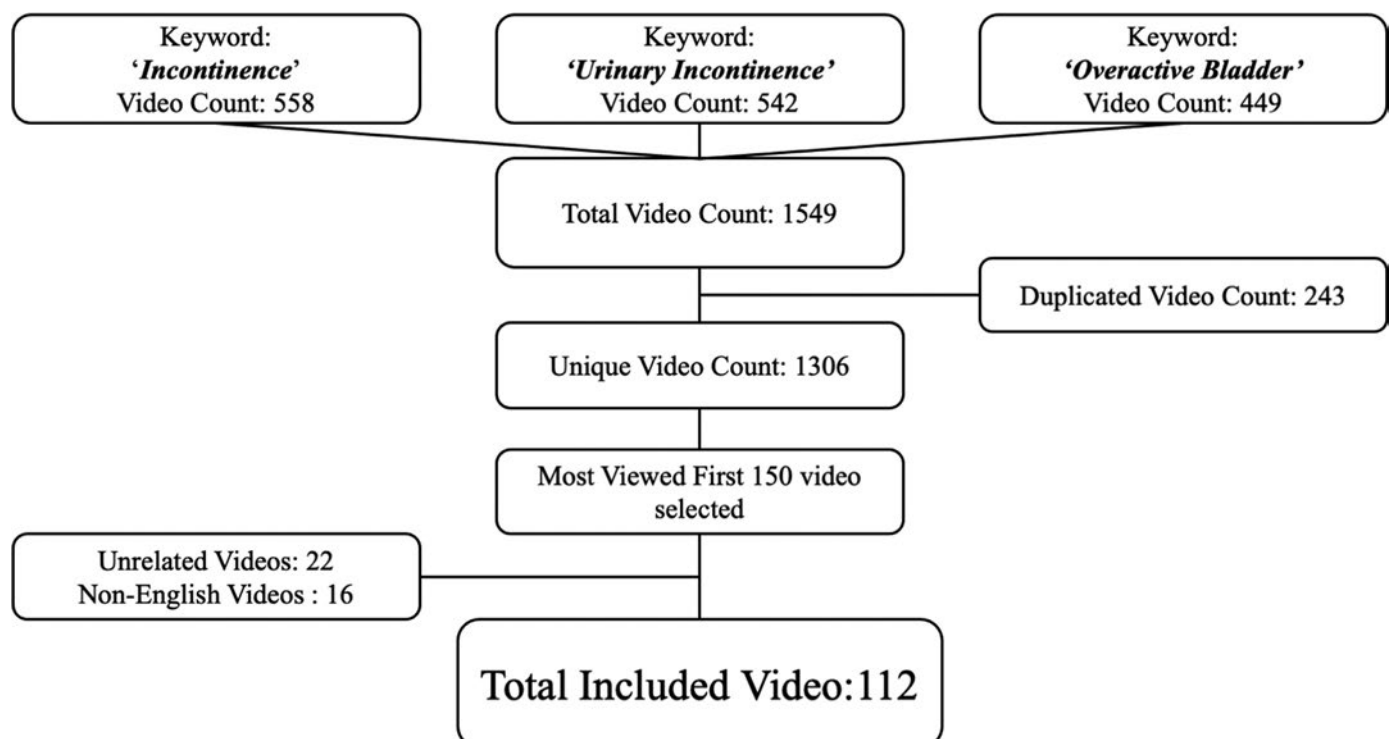 Keyword:
‘Incontinence’
Video Count: 558
Keyword:
‘Urinary Incontinence’
Video Count: 542
Keyword:
‘Overactive Bladder’
Video Count: 449
Total Video Count: 1549
Duplicated Video Count: 243
Unique Video Count: 1306
Most Viewed First 150 video
selected
Unrelated Videos: 22
Non-English Videos : 16
Total Included Video:112